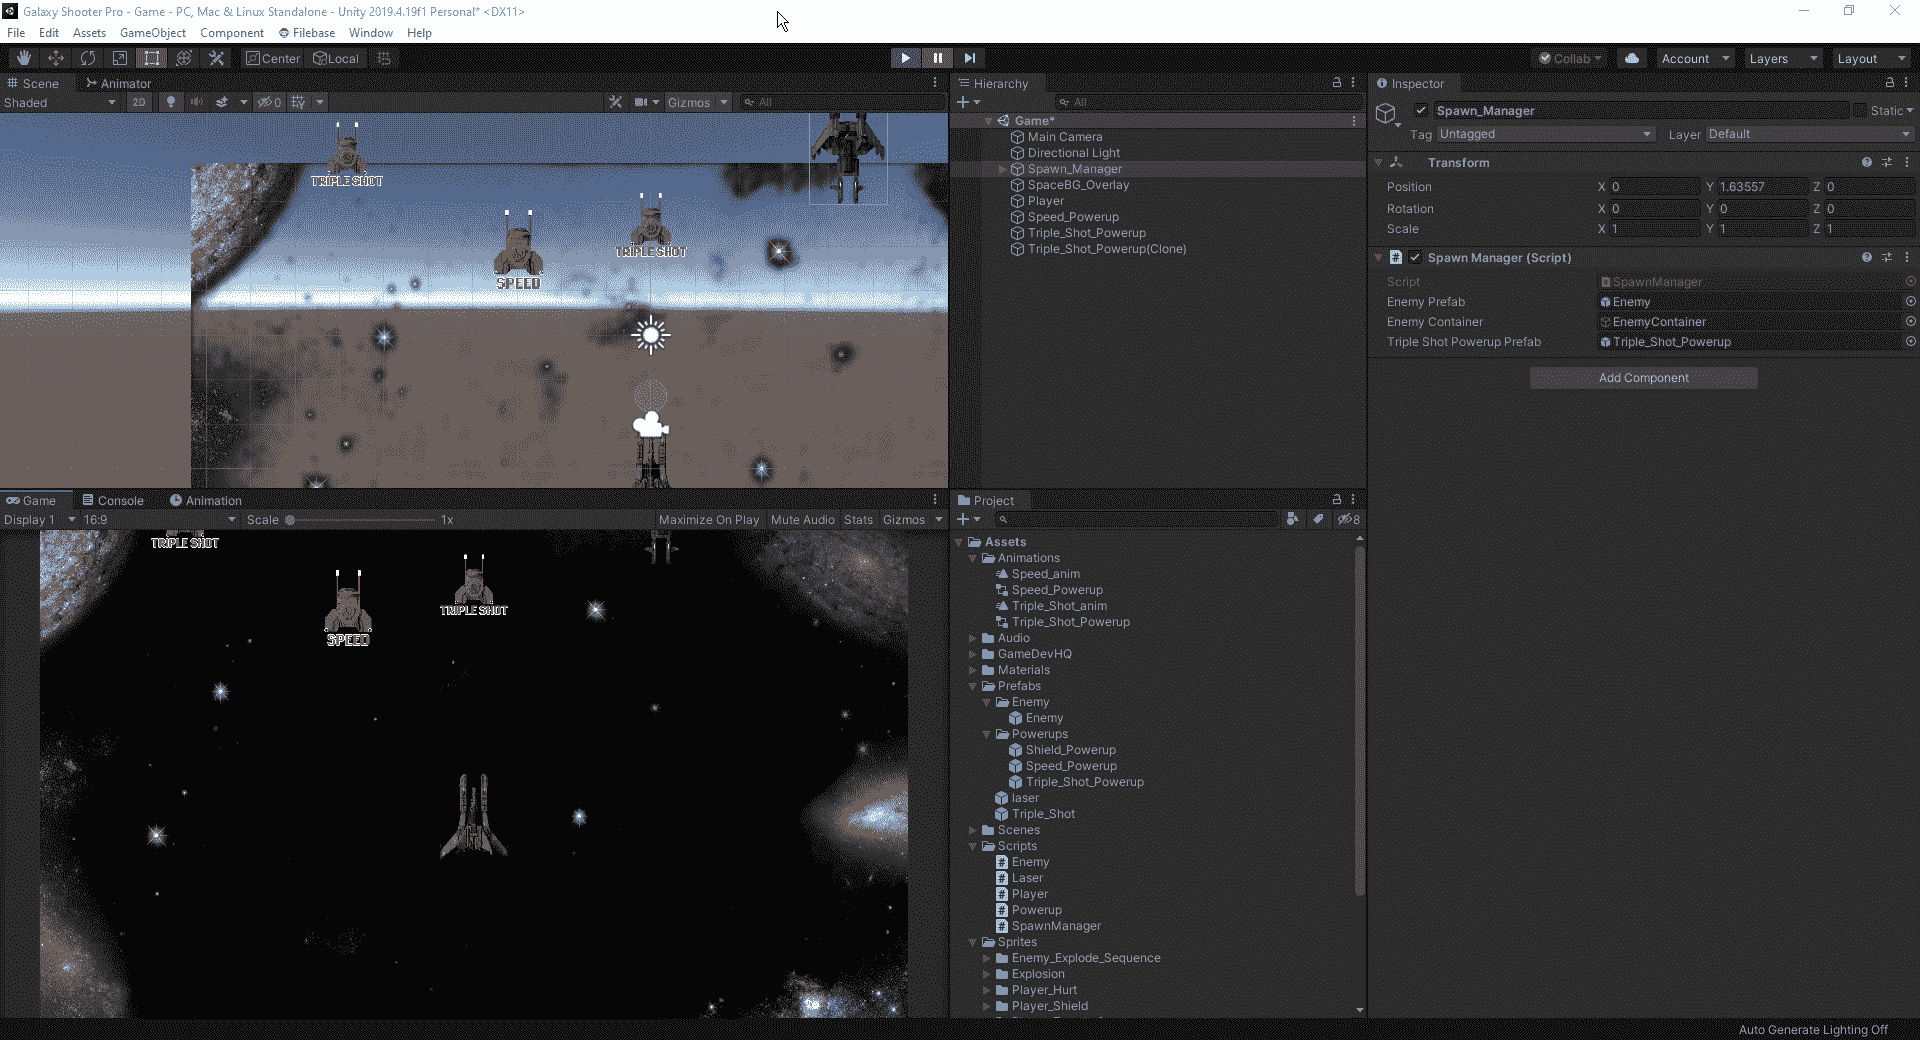 Galaxy Shooter Pro - Game - PC, Mac & Linux Standalone - Unity 2019.4.19f1 Personal* <DX11>
File Edit Assets GameObject Component Filebase Window Help
Center Local Collab Account Layers Layout
Scene Animator
Shaded 2D 0 Gizmos All
TRIPLE SHOT
TRIPLE SHOT
SPEED
Game Console Animation
Display 1 16:9 Scale 1x Maximize On Play Mute Audio Stats Gizmos
TRIPLE SHOT
TRIPLE SHOT
SPEED
Hierarchy
All
Game*
Main Camera
Directional Light
Spawn_Manager
SpaceBG_Overlay
Player
Speed_Powerup
Triple_Shot_Powerup
Triple_Shot_Powerup(Clone)
Project
8
Assets
Animations
Speed_anim
Speed_Powerup
Triple_Shot_anim
Triple_Shot_Powerup
Audio
GameDevHQ
Materials
Prefabs
Enemy
Enemy
Powerups
Shield_Powerup
Speed_Powerup
Triple_Shot_Powerup
laser
Triple_Shot
Scenes
Scripts
Enemy
Laser
Player
Powerup
SpawnManager
Sprites
Enemy_Explode_Sequence
Explosion
Player_Hurt
Player_Shield
Inspector
Spawn_Manager Static
Tag Untagged Layer Default
Transform
Position X 0 Y 1.63557 Z 0
Rotation X 0 Y 0 Z 0
Scale X 1 Y 1 Z 1
# Spawn Manager (Script)
Script SpawnManager
Enemy Prefab Enemy
Enemy Container EnemyContainer
Triple Shot Powerup Prefab Triple_Shot_Powerup
Add Component
Auto Generate Lighting Off